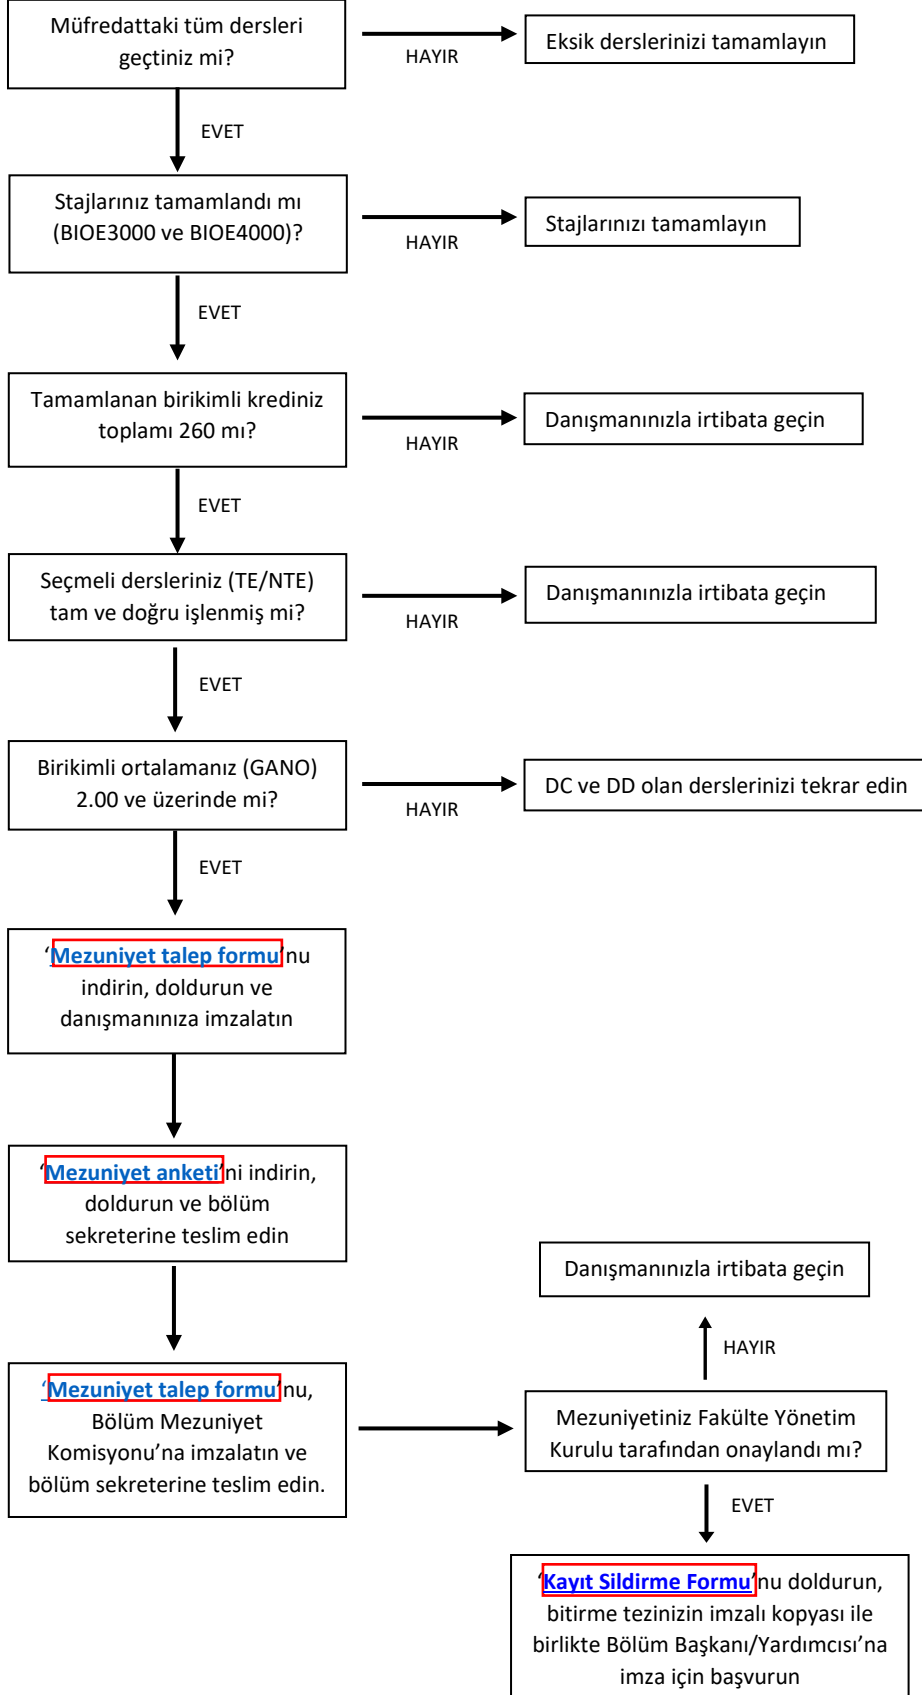 Müfredattaki tüm dersleri
geçtiniz mi?
HAYIR
Eksik derslerinizi tamamlayın
EVET
Stajlarınız tamamlandı mı
(BIOE3000 ve BIOE4000)?
HAYIR
Stajlarınızı tamamlayın
EVET
Tamamlanan birikimli krediniz
toplamı 260 mı?
HAYIR
Danışmanınızla irtibata geçin
EVET
Seçmeli dersleriniz (TE/NTE)
tam ve doğru işlenmiş mi?
HAYIR
Danışmanınızla irtibata geçin
EVET
Birikimli ortalamanız (GANO)
2.00 ve üzerinde mi?
HAYIR
DC ve DD olan derslerinizi tekrar edin
EVET
‘Mezuniyet talep formu’nu
indirin, doldurun ve
danışmanınıza imzalatın
‘Mezuniyet anketi’ni indirin,
doldurun ve bölüm
sekreterine teslim edin
Danışmanınızla irtibata geçin
HAYIR
‘Mezuniyet talep formu’nu,
Bölüm Mezuniyet
Komisyonu’na imzalatın ve
bölüm sekreterine teslim edin.
Mezuniyetiniz Fakülte Yönetim
Kurulu tarafından onaylandı mı?
EVET
‘Kayıt Sildirme Formu’nu doldurun,
bitirme tezinizin imzalı kopyası ile
birlikte Bölüm Başkanı/Yardımcısı’na
imza için başvurun